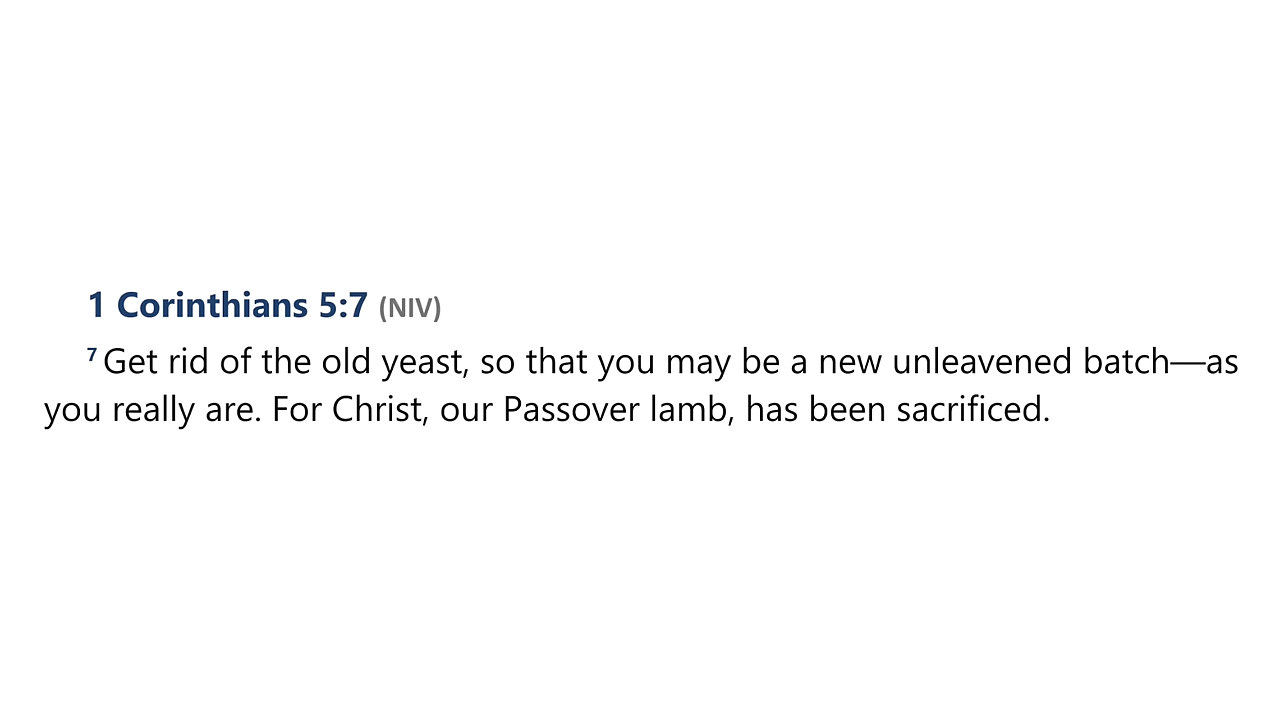 1 Corinthians 5:7 (NIV)
7 Get rid of the old yeast, so that you may be a new unleavened batch—as
you really are. For Christ, our Passover lamb, has been sacrificed.